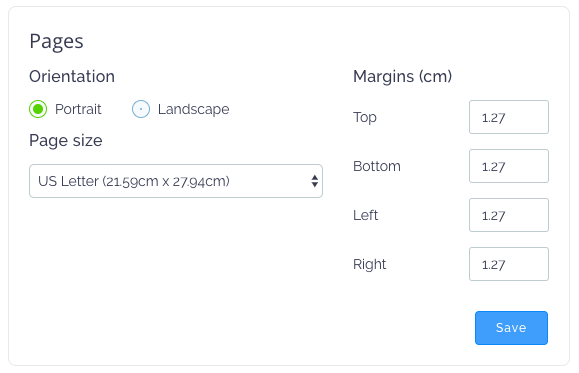 Pages
Orientation
Portrait
Landscape
Page size
US Letter (21.59cm x 27.94cm)
Margins (cm)
Top
1.27
Bottom
1.27
Left
1.27
Right
1.27
Save